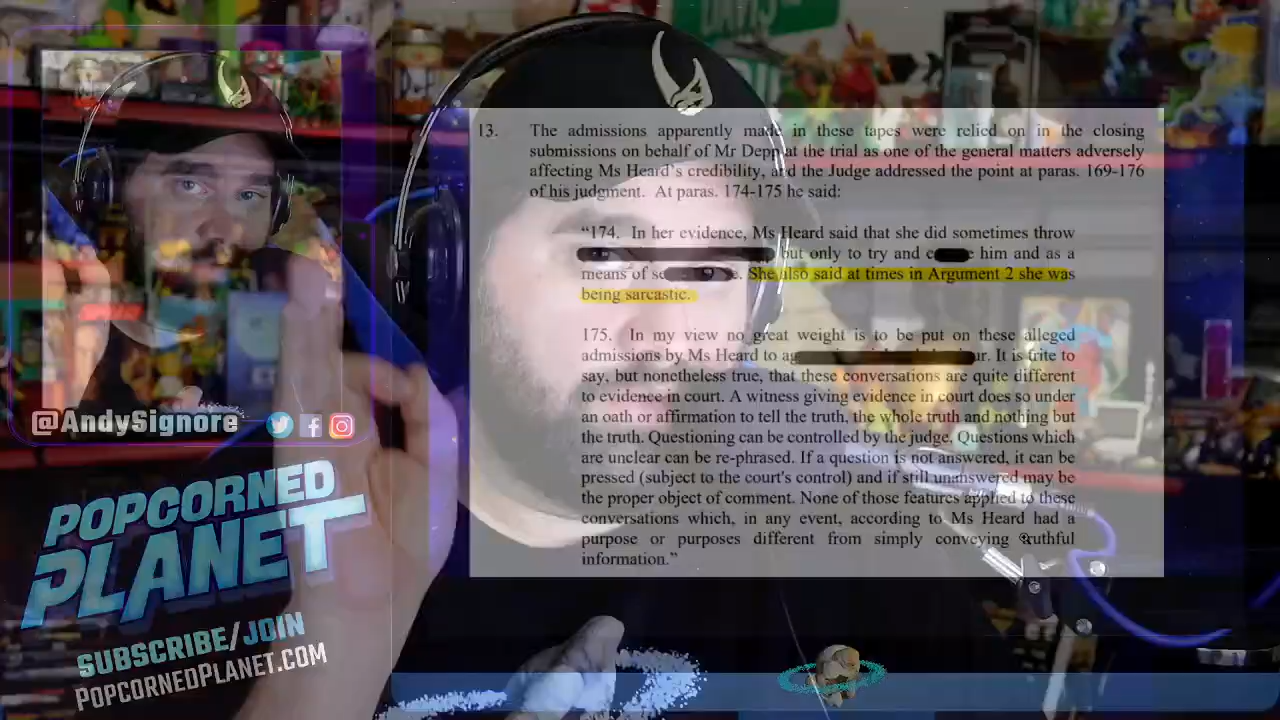 DAVIS
13. The admissions apparently made in these tapes were relied on in the closing
submissions on behalf of Mr Depp at the trial as one of the general matters adversely
affecting Ms Heard's credibility, and the Judge addressed the point at paras. 169-176
of his judgment. At paras. 174-175 he said:
“174. In her evidence, Ms Heard said that she did sometimes throw
but only to try and him and as a
means of She also said at times in Argument 2 she was
being sarcastic.
175. In my view no great weight is to be put on these alleged
admissions by Ms Heard to It is trite to
say, but nonetheless true, that these conversations are quite different
to evidence in court. A witness giving evidence in court does so under
an oath or affirmation to tell the truth, the whole truth and nothing but
the truth. Questioning can be controlled by the judge. Questions which
are unclear can be re-phrased. If a question is not answered, it can be
pressed (subject to the court's control) and if still unanswered may be
the proper object of comment. None of those features applied to these
conversations which, in any event, according to Ms Heard had a
purpose or purposes different from simply conveying truthful
information.”
@AndySignore
POPCORNED
PLANET
SUBSCRIBE/JOIN
POPCORNEDPLANET.COM